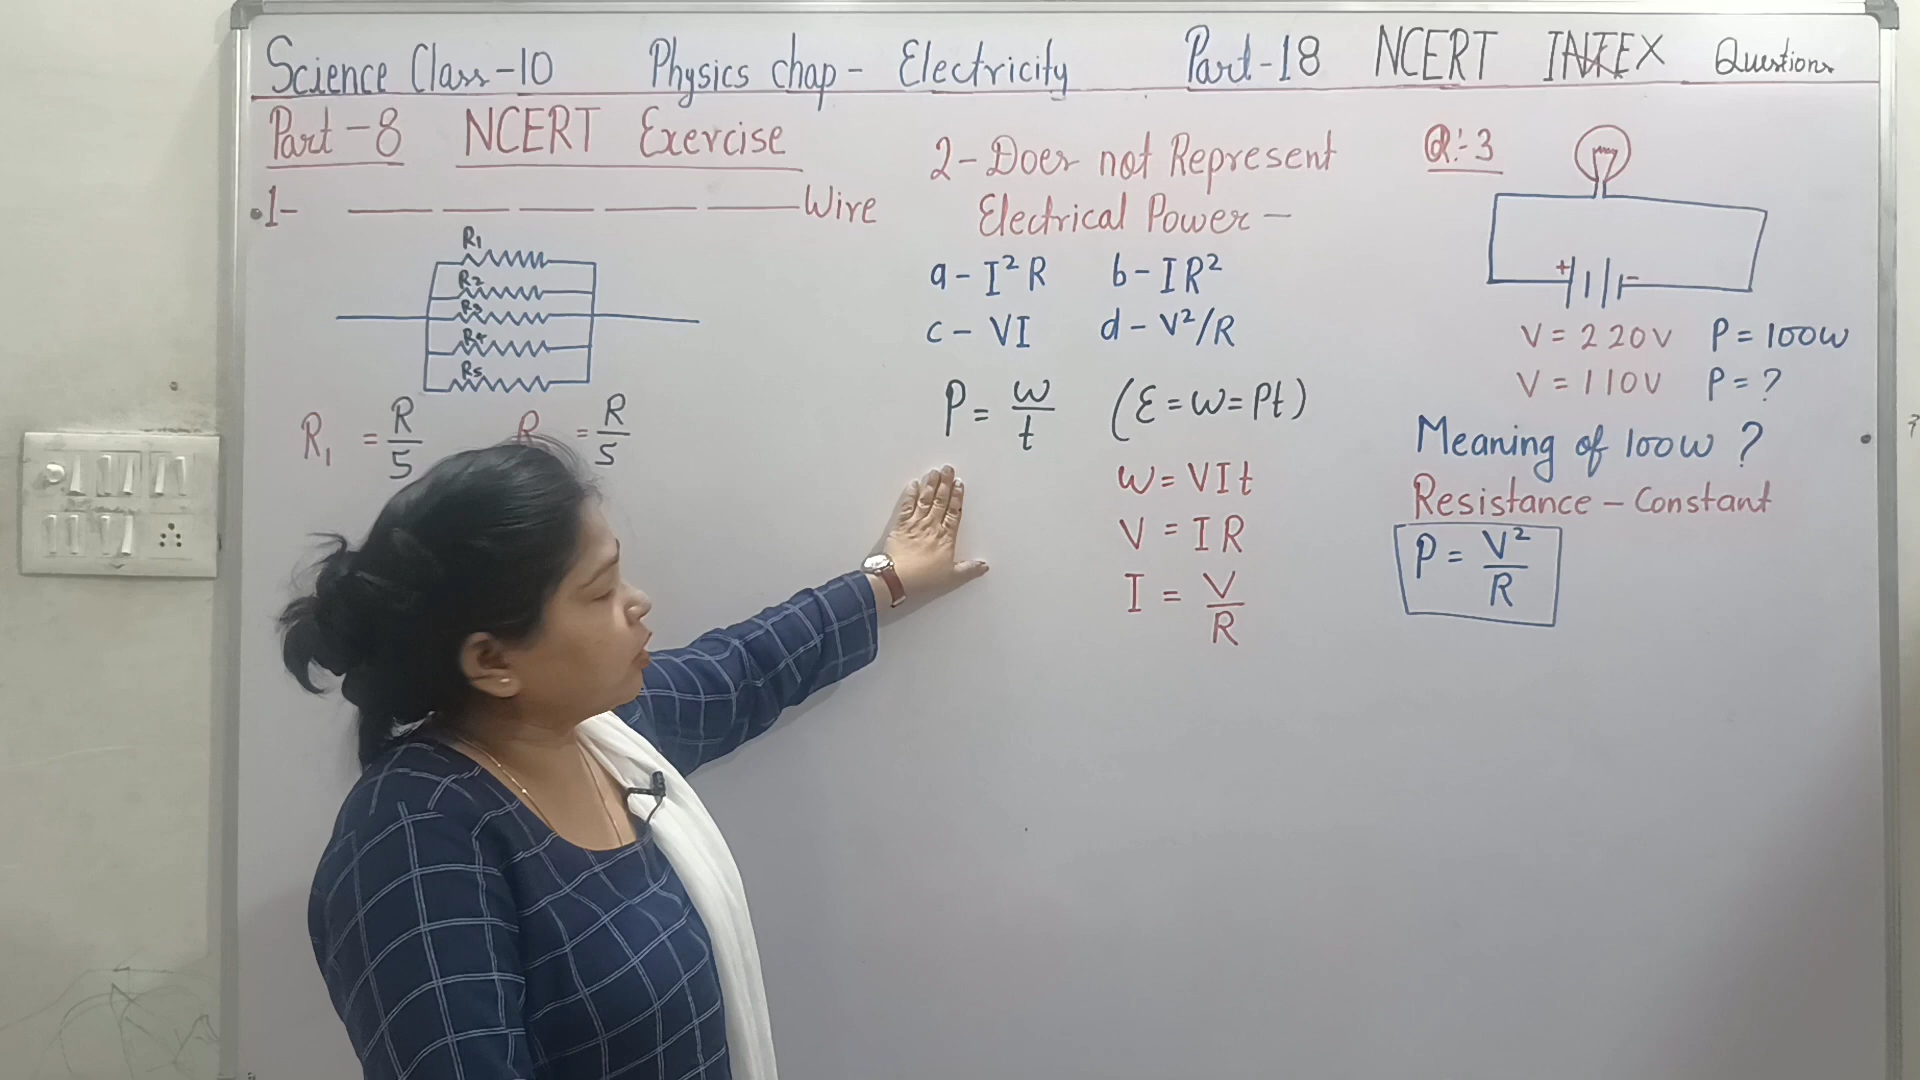 Science Class-10 Physics chap- Electricity Part-18 NCERT INTEX Questions
Part-8 NCERT Exercise
1- Wire
R1
R2
R3
R4
R5
R1 = R/5
R = R/5
2- Does not Represent
Electrical Power -
a - I² R b - I R²
c - VI d - V²/R
P = w/t (E = w = Pt)
w = VIt
V = IR
I = V/R
Q:-3
+ -
V = 220V P = 100w
V = 110V P = ?
Meaning of 100w ?
Resistance - Constant
P = V²/R